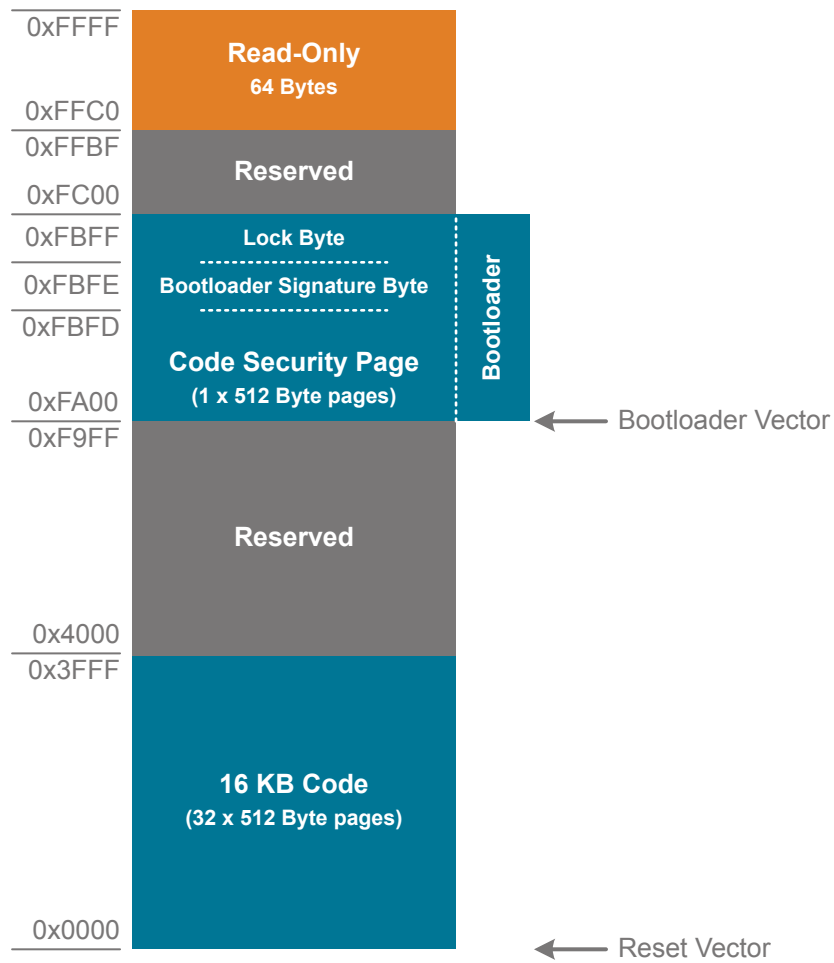 0xFFFF
Read-Only
64 Bytes
0xFFC0
0xFFBF
Reserved
0xFC00
0xFBFF
Lock Byte
0xFBFE
Bootloader Signature Byte
0xFBFD
Bootloader
Code Security Page
(1 x 512 Byte pages)
0xFA00
Bootloader Vector
0xF9FF
Reserved
0x4000
0x3FFF
16 KB Code
(32 x 512 Byte pages)
0x0000
Reset Vector